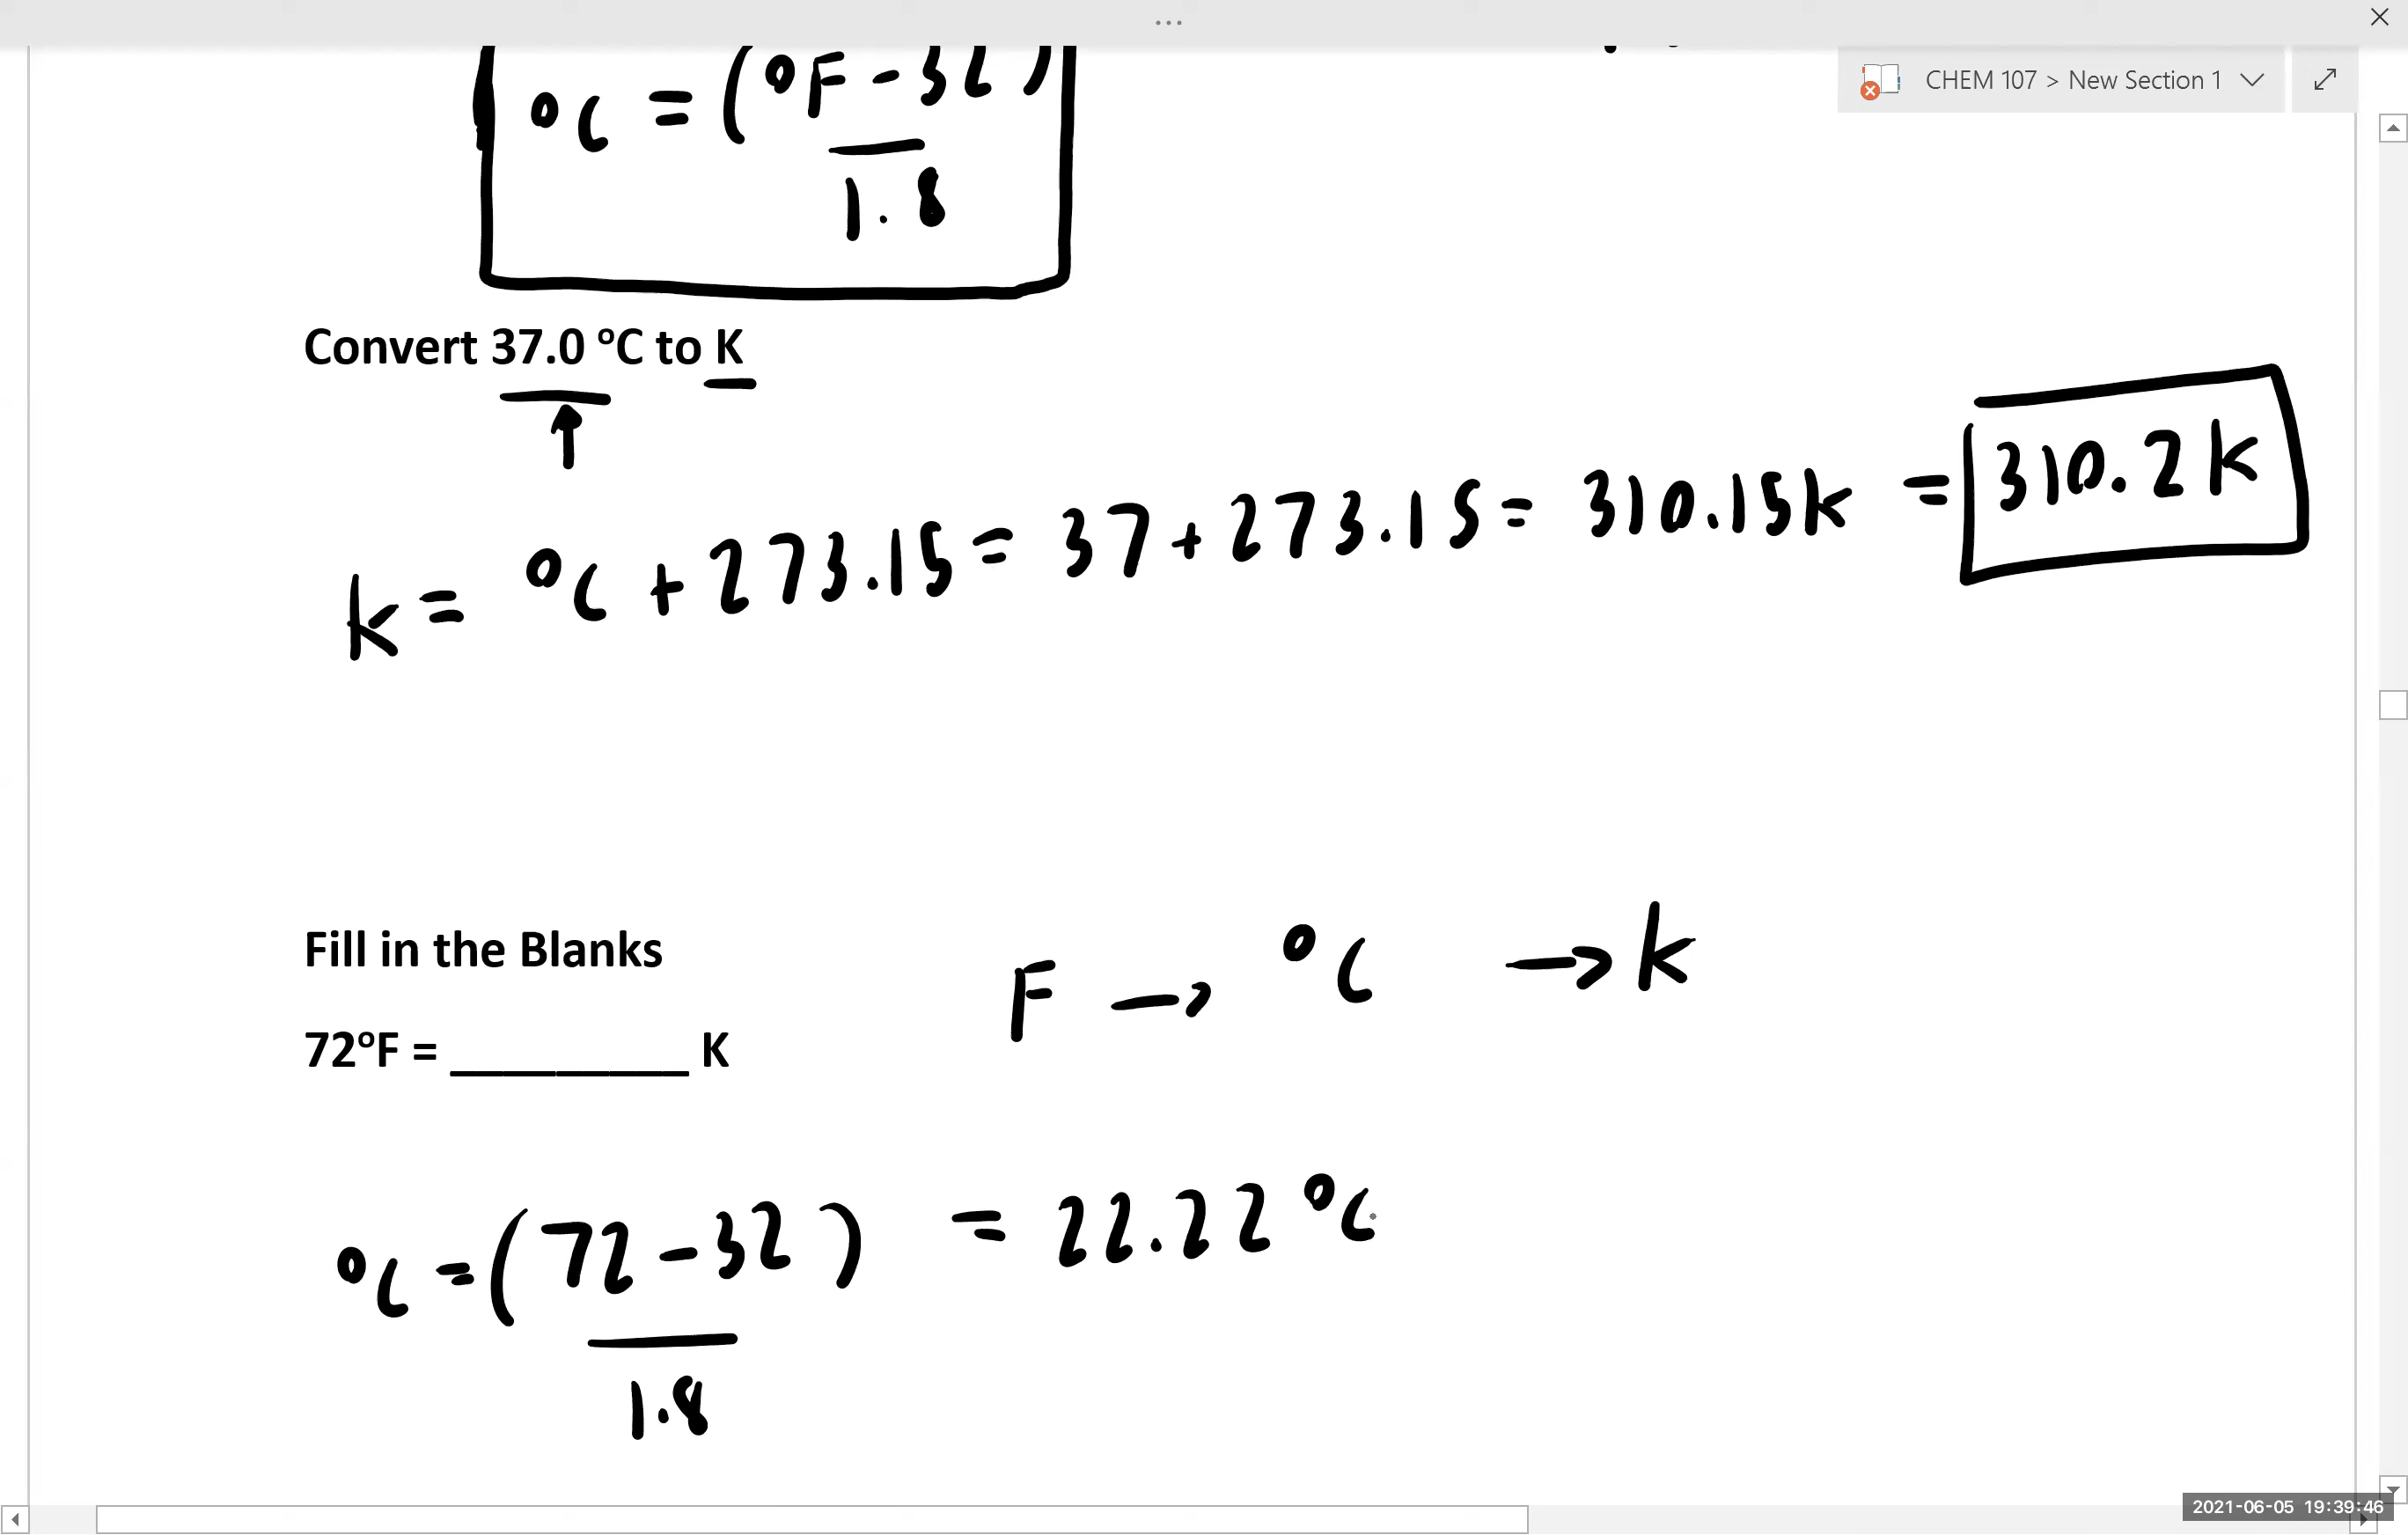 ...
CHEM 107 > New Section 1
°C = (°F - 32)
1.8
Convert 37.0 °C to K
k = °C + 273.15 = 37 + 273.15 = 310.15k = 310.2k
Fill in the Blanks
F → °C → k
72°F = _________ K
°C = (72 - 32) = 22.22 °C
1.8
2021-06-05 19:39:46